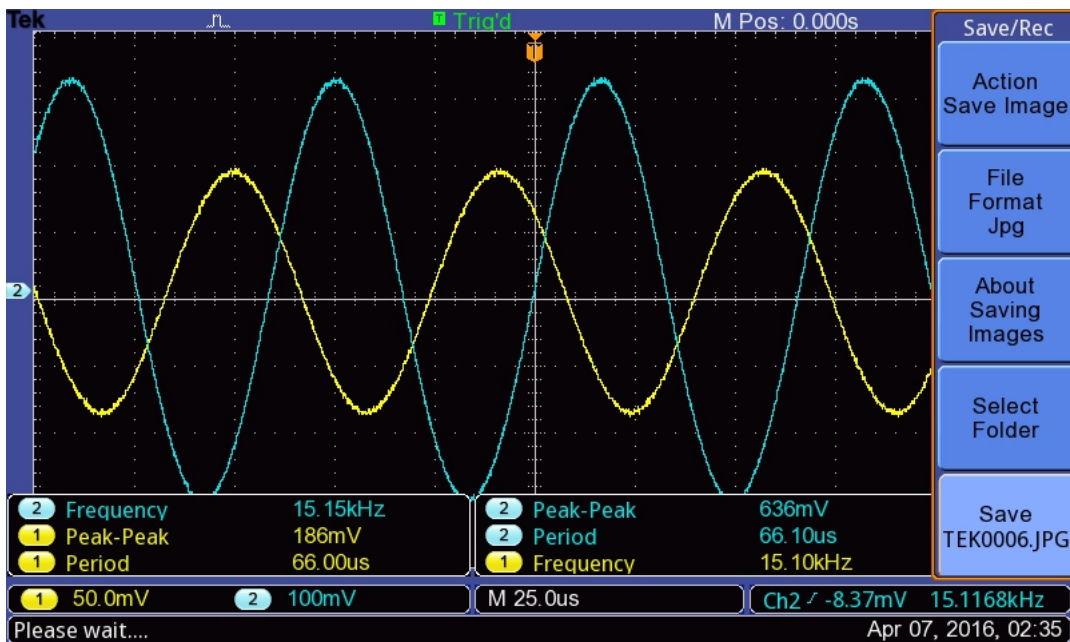 Tek
T Trig'd
M Pos: 0.000s
T
2
2 Frequency 15.15kHz
1 Peak-Peak 186mV
1 Period 66.00us
2 Peak-Peak 636mV
2 Period 66.10us
1 Frequency 15.10kHz
1 50.0mV 2 100mV
M 25.0us
Ch2 -8.37mV 15.1168kHz
Please wait....
Apr 07, 2016, 02:35
Save/Rec
Action
Save Image
File
Format
Jpg
About
Saving
Images
Select
Folder
Save
TEK0006.JPG